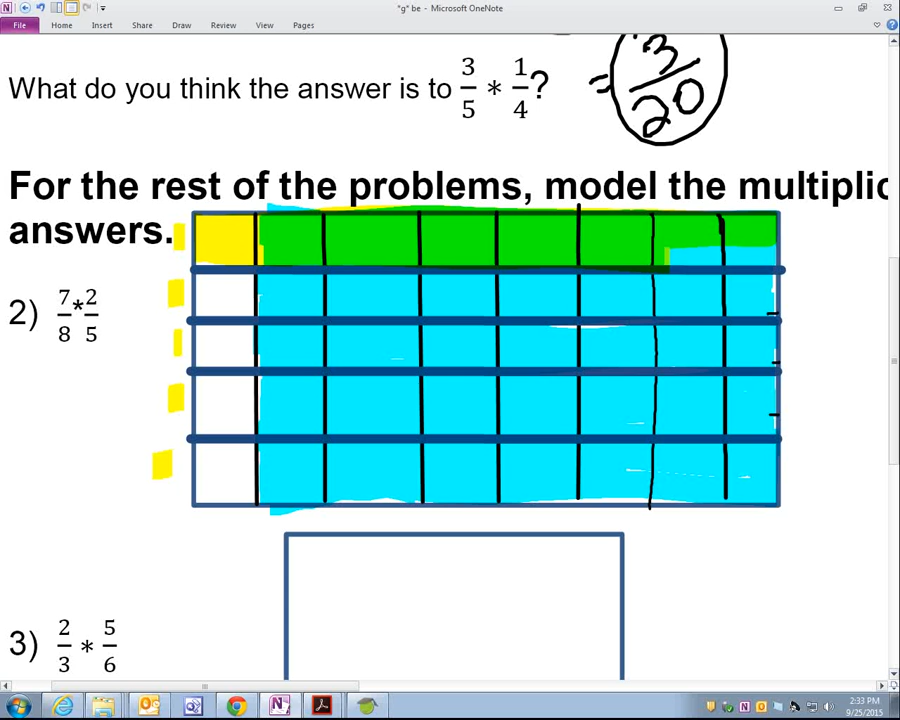 "g" be - Microsoft OneNote
File Home Insert Share Draw Review View Pages
What do you think the answer is to 3/5 * 1/4?
= 3/20
For the rest of the problems, model the multiplic
answers.
2) 7/8 * 2/5
3) 2/3 * 5/6
2:33 PM
9/25/2015